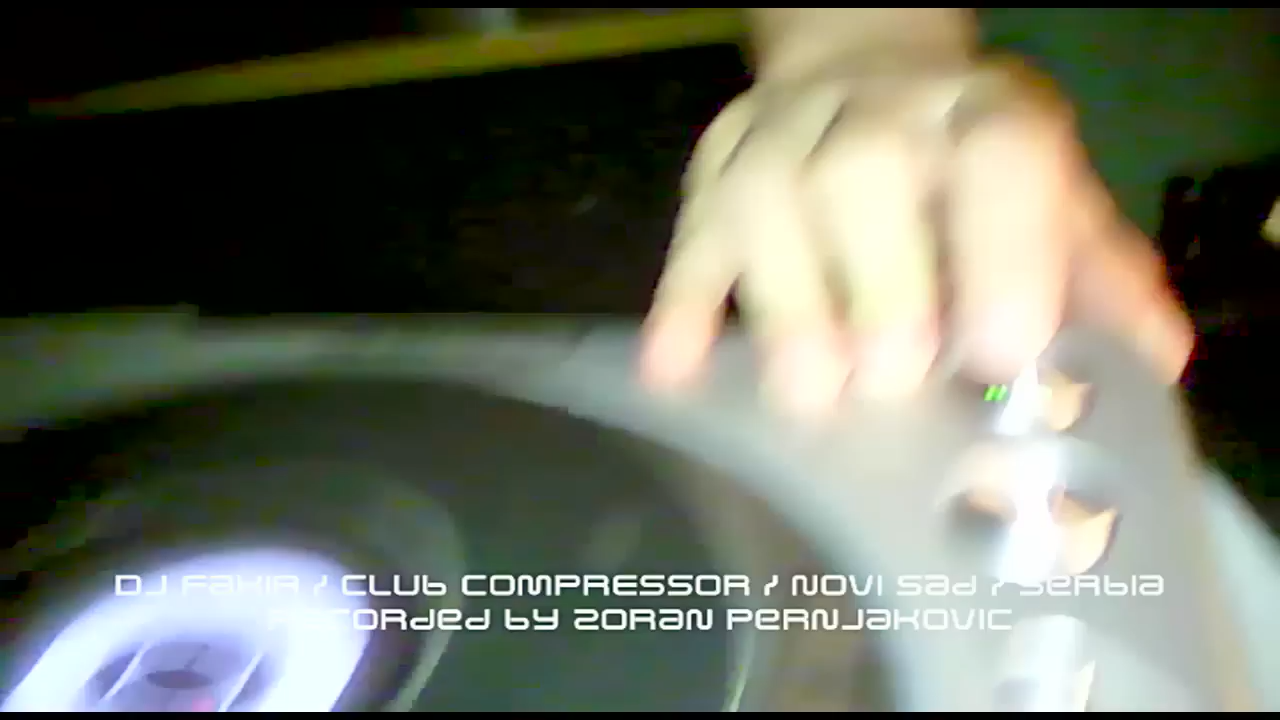 DJ FaKIR / CLUb COMPRESSOR / NOVI Sad / SERbIa
RECORded bY ZORaN PERNJaKOVIC